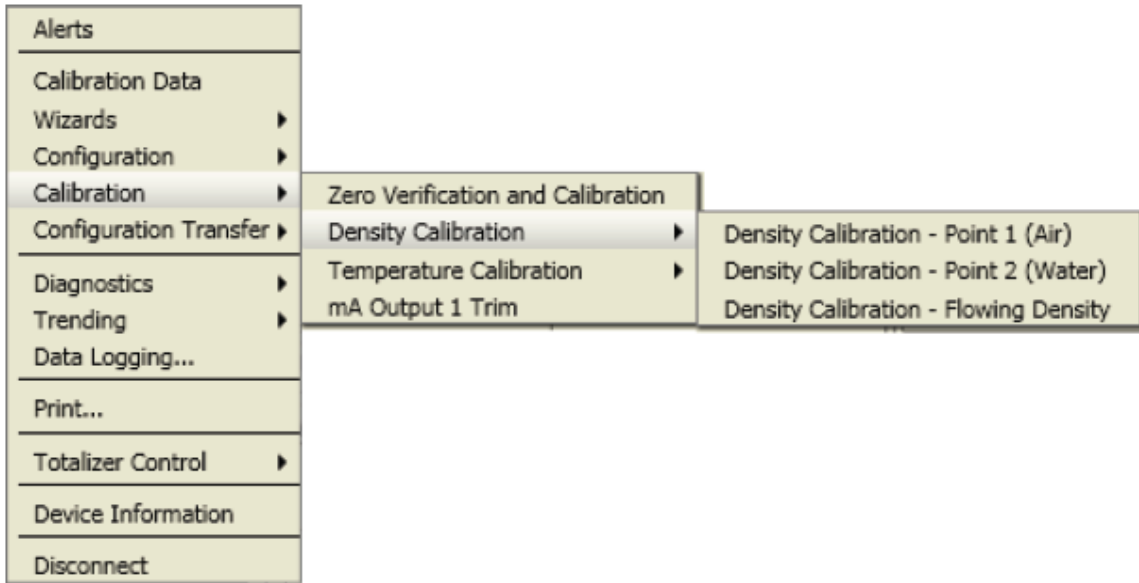 Alerts
Calibration Data
Wizards
Configuration
Calibration
Configuration Transfer
Diagnostics
Trending
Data Logging...
Print...
Totalizer Control
Device Information
Disconnect
Zero Verification and Calibration
Density Calibration
Temperature Calibration
mA Output 1 Trim
Density Calibration - Point 1 (Air)
Density Calibration - Point 2 (Water)
Density Calibration - Flowing Density